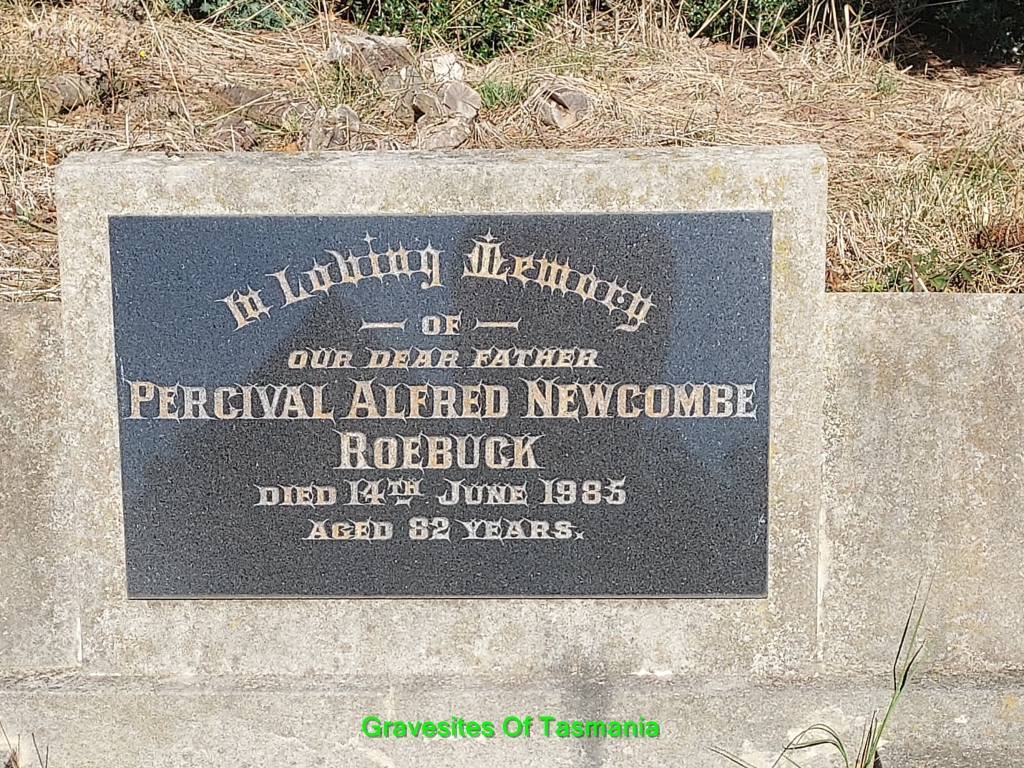 In Loving Memory
— OF —
OUR DEAR FATHER
PERCIVAL ALFRED NEWCOMBE
ROEBUCK
DIED 14TH JUNE 1985
AGED 82 YEARS.
Gravesites Of Tasmania